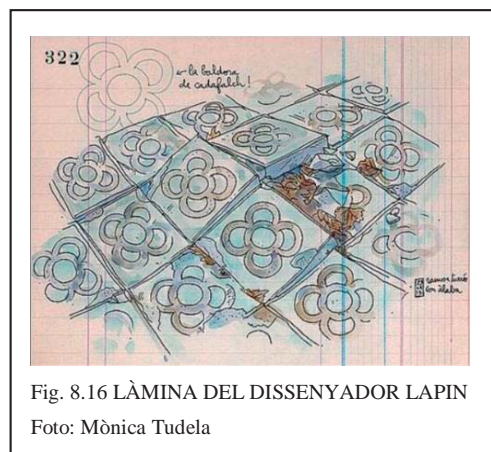 322
la baldosa
de cadafalch!
Fig. 8.16 LÀMINA DEL DISSENYADOR LAPIN
Foto: Mònica Tudela